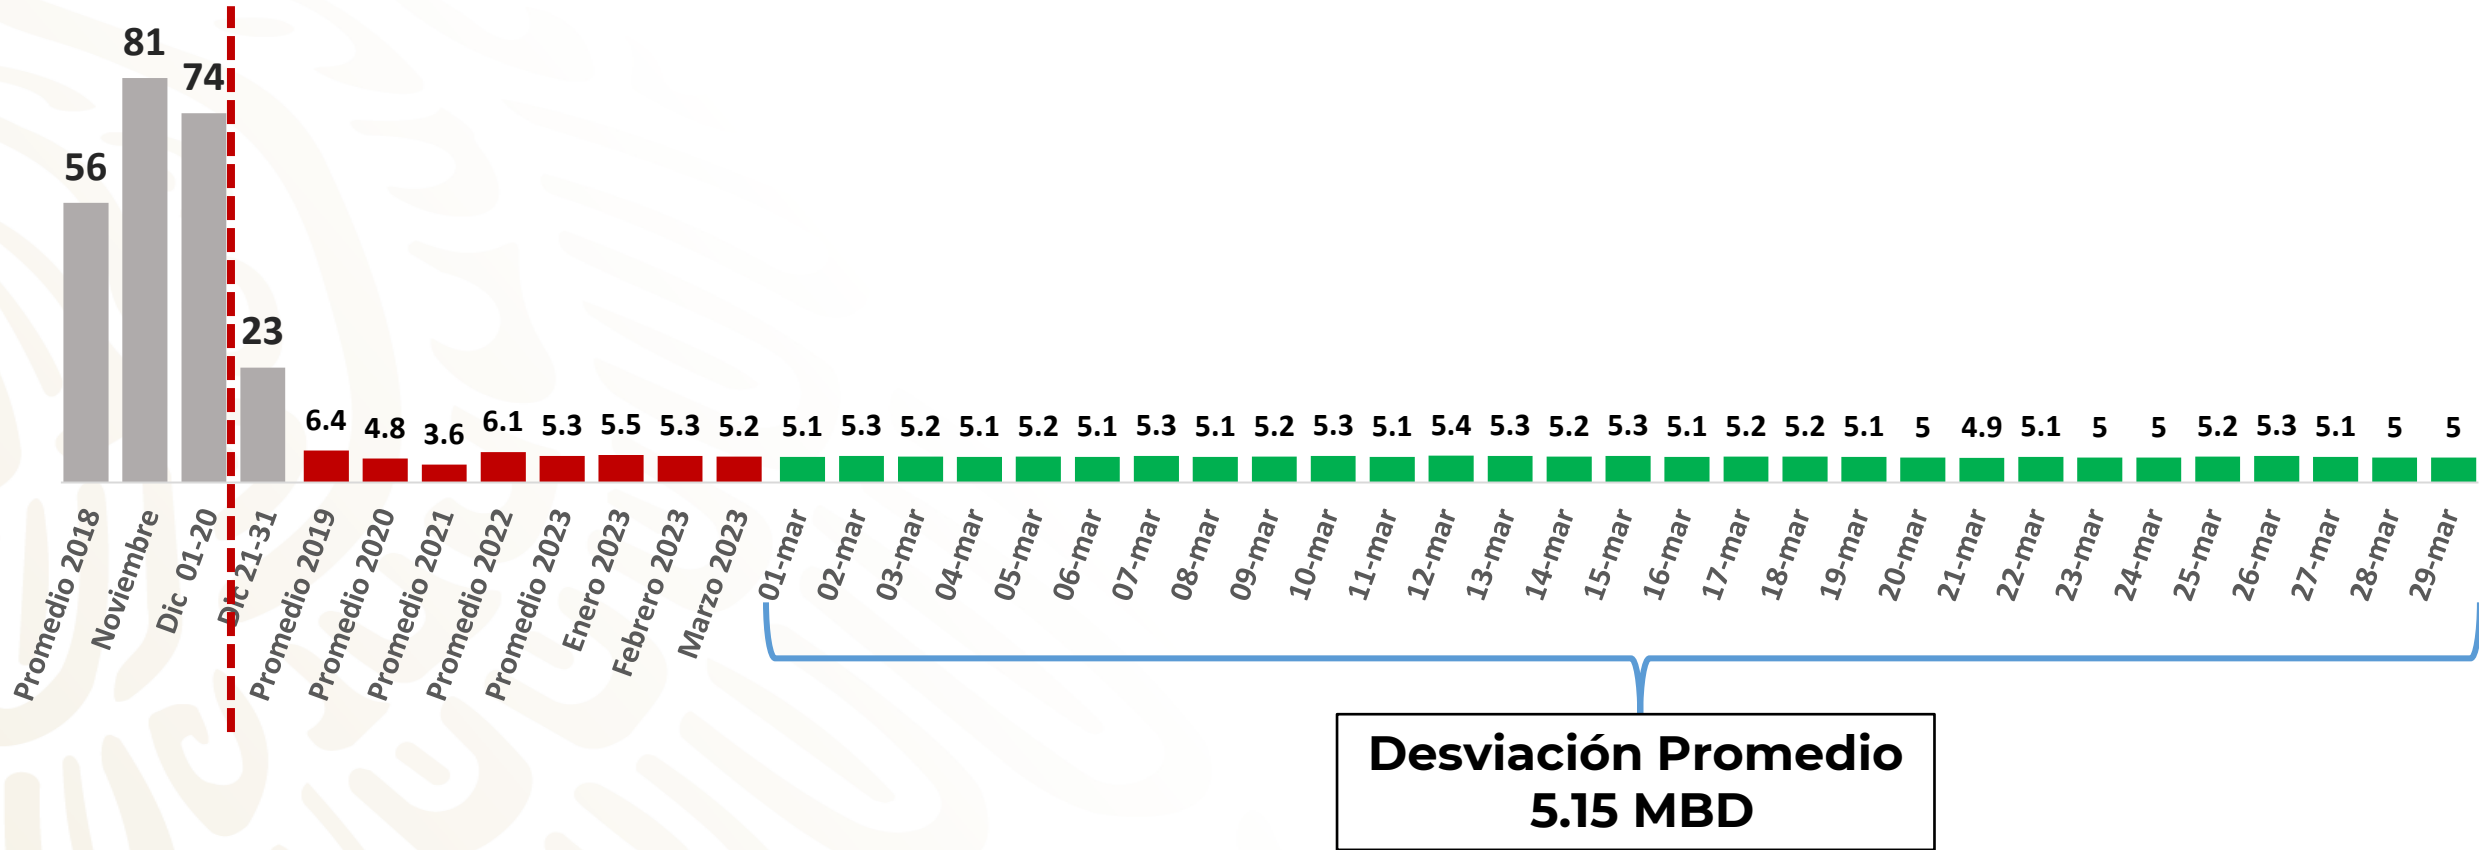 56
81
74
23
6.4
4.8
3.6
6.1
5.3
5.5
5.3
5.2
5.1
5.3
5.2
5.1
5.2
5.1
5.3
5.1
5.2
5.3
5.1
5.4
5.3
5.2
5.3
5.1
5.2
5.2
5.1
5
4.9
5.1
5
5
5.2
5.3
5.1
5
5
Promedio 2018
Noviembre
Dic 01-20
Dic 21-31
Promedio 2019
Promedio 2020
Promedio 2021
Promedio 2022
Promedio 2023
Enero 2023
Febrero 2023
Marzo 2023
01-mar
02-mar
03-mar
04-mar
05-mar
06-mar
07-mar
08-mar
09-mar
10-mar
11-mar
12-mar
13-mar
14-mar
15-mar
16-mar
17-mar
18-mar
19-mar
20-mar
21-mar
22-mar
23-mar
24-mar
25-mar
26-mar
27-mar
28-mar
29-mar
Desviación Promedio
5.15 MBD